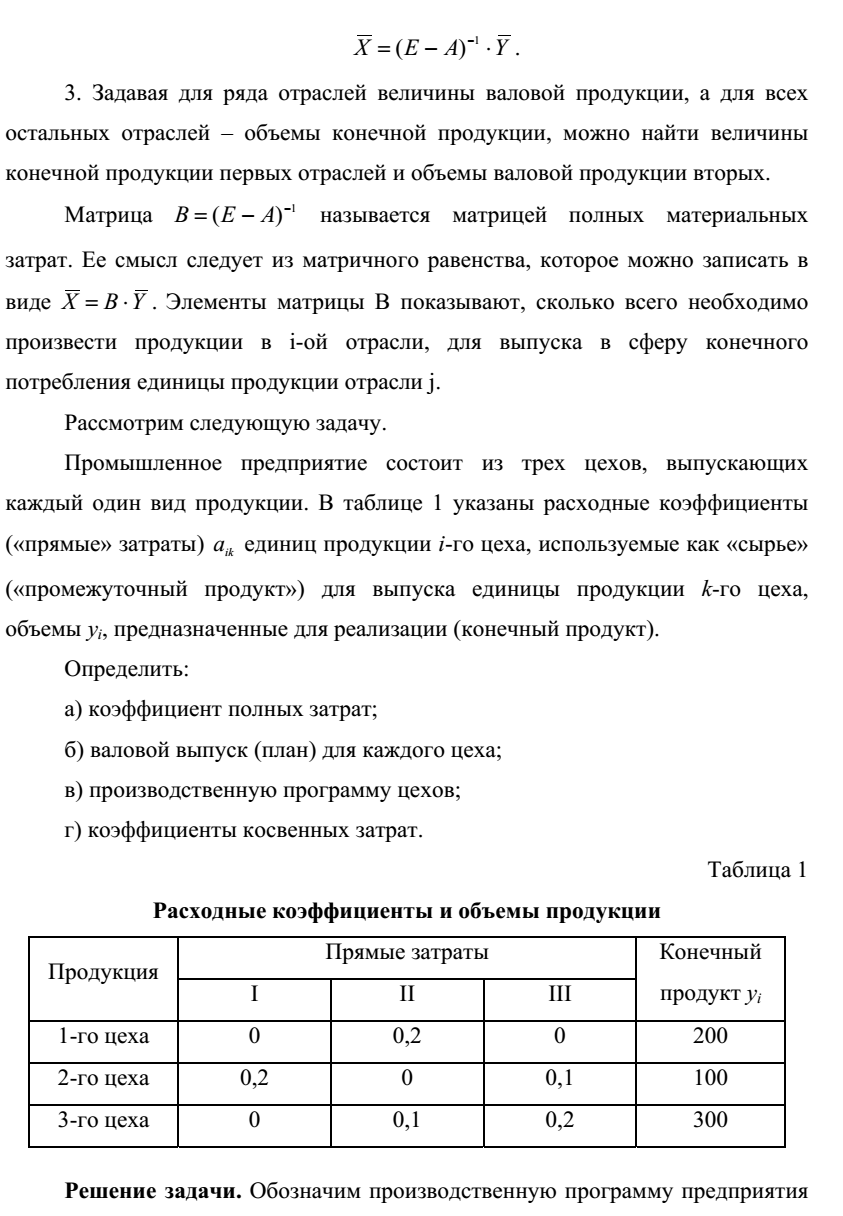 X̅ = (E − A)⁻¹ · Y̅ .
3. Задавая для ряда отраслей величины валовой продукции, а для всех
остальных отраслей – объемы конечной продукции, можно найти величины
конечной продукции первых отраслей и объемы валовой продукции вторых.
Матрица B = (E − A)⁻¹ называется матрицей полных материальных
затрат. Ее смысл следует из матричного равенства, которое можно записать в
виде X̅ = B · Y̅ . Элементы матрицы В показывают, сколько всего необходимо
произвести продукции в i-ой отрасли, для выпуска в сферу конечного
потребления единицы продукции отрасли j.
Рассмотрим следующую задачу.
Промышленное предприятие состоит из трех цехов, выпускающих
каждый один вид продукции. В таблице 1 указаны расходные коэффициенты
(«прямые» затраты) aᵢₖ единиц продукции i-го цеха, используемые как «сырье»
(«промежуточный продукт») для выпуска единицы продукции k-го цеха,
объемы yᵢ, предназначенные для реализации (конечный продукт).
Определить:
а) коэффициент полных затрат;
б) валовой выпуск (план) для каждого цеха;
в) производственную программу цехов;
г) коэффициенты косвенных затрат.
Таблица 1
Расходные коэффициенты и объемы продукции
Продукция Прямые затраты Конечный
I II III продукт yᵢ
1-го цеха 0 0,2 0 200
2-го цеха 0,2 0 0,1 100
3-го цеха 0 0,1 0,2 300
Решение задачи. Обозначим производственную программу предприятия